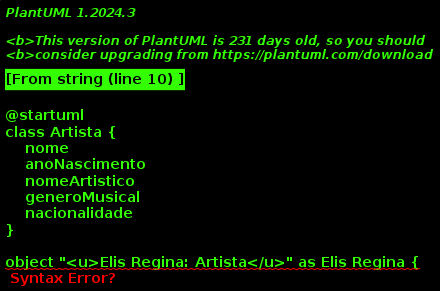 PlantUML 1.2024.3
<b>This version of PlantUML is 231 days old, so you should
<b>consider upgrading from https://plantuml.com/download
[From string (line 10) ]
@startuml
class Artista {
nome
anoNascimento
nomeArtistico
generoMusical
nacionalidade
}
object "<u>Elis Regina: Artista</u>" as Elis Regina {
Syntax Error?